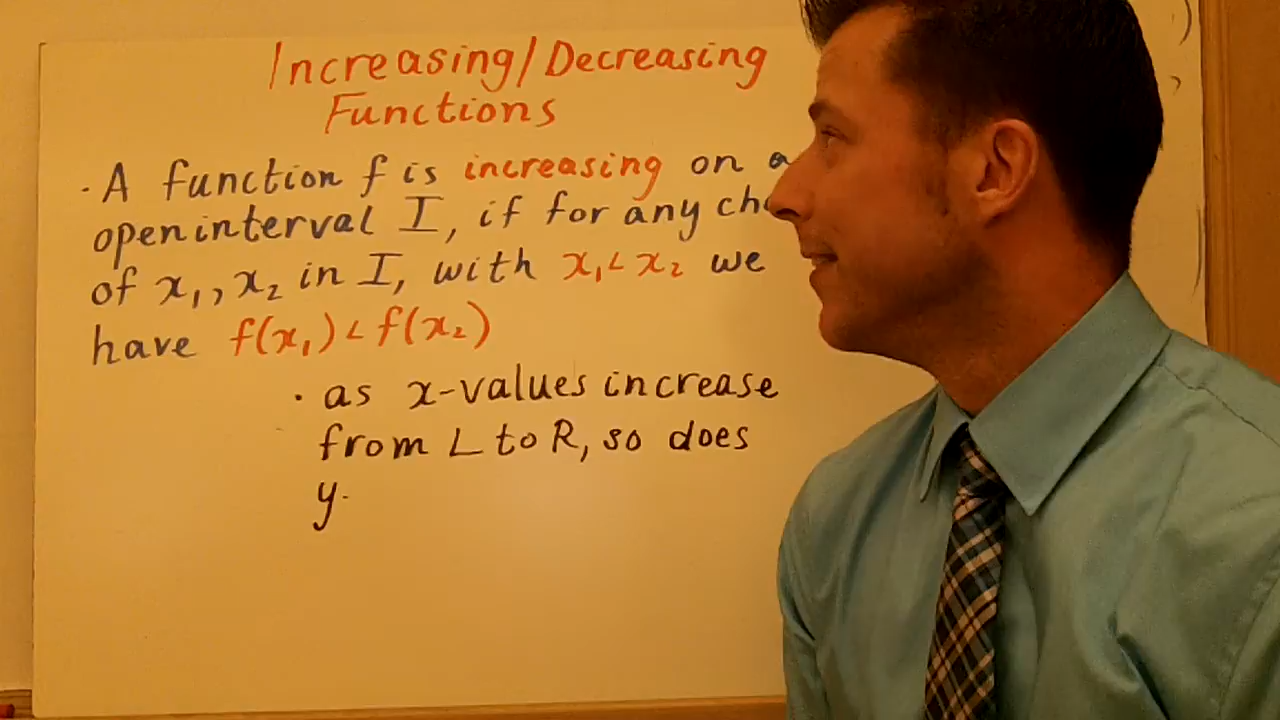 Increasing/Decreasing
Functions
· A function f is increasing on a
open interval I, if for any
of x₁, x₂ in I, with x₁ < x₂ we
have f(x₁) < f(x₂)
· as x-values increase
from L to R, so does
y.